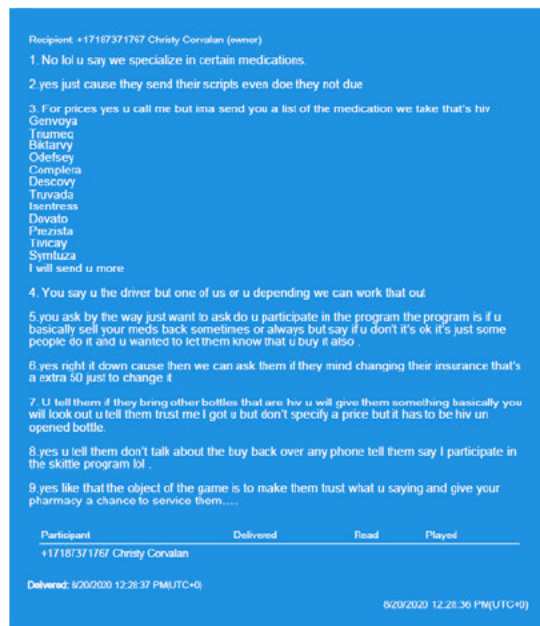 Recipient: +17187371767 Christy Corvalan (owner)
1. No lol u say we specialize in certain medications.
2.yes just cause they send their scripts even doe they not due
3. For prices yes u call me but ima send you a list of the medication we take that's hiv
Genvoya
Triumeq
Biktarvy
Odefsey
Complera
Descovy
Truvada
Isentress
Dovato
Prezista
Tivicay
Symtuza
I will send u more
4. You say u the driver but one of us or u depending we can work that out
5.you ask by the way just want to ask do u participate in the program the program is if u
basically sell your meds back sometimes or always but say if u don't it's ok it's just some
people do it and u wanted to let them know that u buy it also .
6.yes right it down cause then we can ask them if they mind changing their insurance that's
a extra 50 just to change it
7. U tell them if they bring other bottles that are hiv u will give them something basically you
will look out u tell them trust me I got u but don't specify a price but it has to be hiv un
opened bottle.
8.yes u tell them don't talk about the buy back over any phone tell them say I participate in
the skittle program lol .
9.yes like that the object of the game is to make them trust what u saying and give your
pharmacy a chance to service them.....
Participant Delivered Read Played
+17187371767 Christy Corvalan
Delivered: 8/20/2020 12:28:37 PM(UTC+0)
8/20/2020 12:28:36 PM(UTC+0)